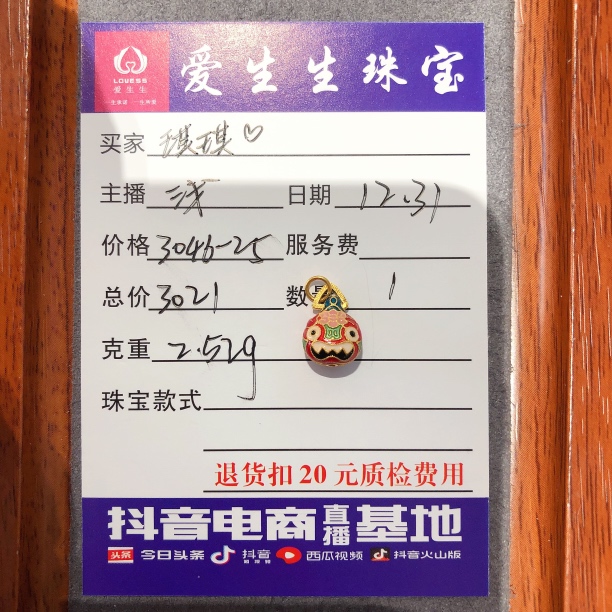 LOVE生生
爱生生
爱生生珠宝
买家 琪琪♡
主播 浅 日期 12.31
价格 3046-25 服务费
总价 3021 数量 1
克重 2.52g
珠宝款式
退货扣20元质检费用
抖音电商直播基地
头条 今日头条 抖音 西瓜视频 抖音火山版